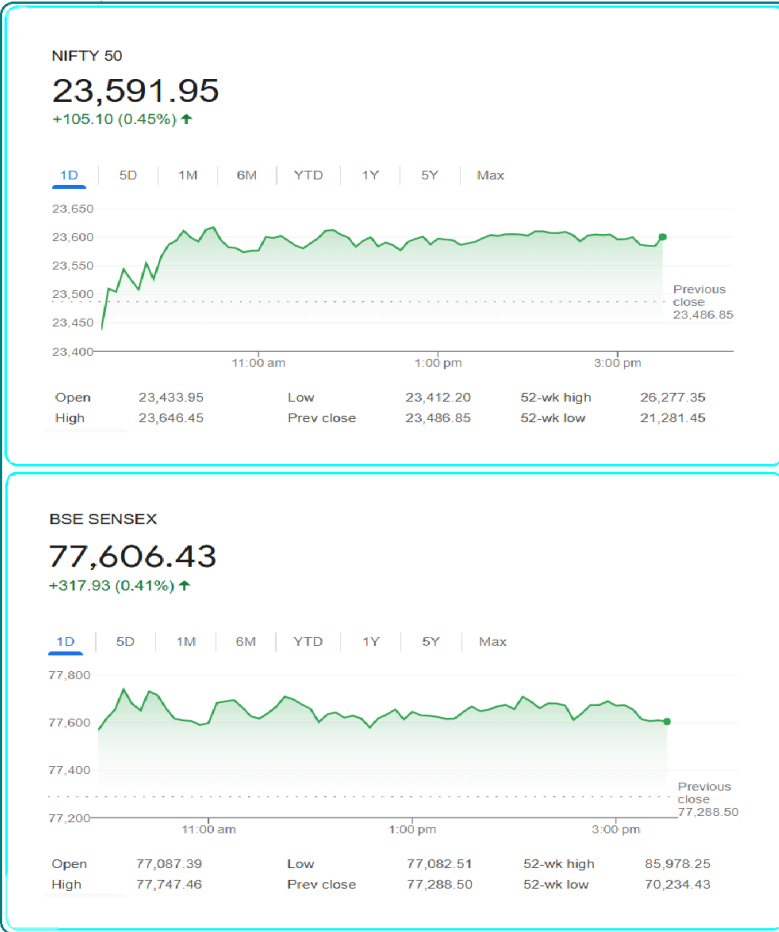 NIFTY 50
23,591.95
+105.10 (0.45%) ↑
1D 5D 1M 6M YTD 1Y 5Y Max
23,650
23,600
23,550
23,500
23,450
23,400
Previous
close
23,486.85
11:00 am 1:00 pm 3:00 pm
Open 23,433.95 Low 23,412.20 52-wk high 26,277.35
High 23,646.45 Prev close 23,486.85 52-wk low 21,281.45
BSE SENSEX
77,606.43
+317.93 (0.41%) ↑
1D 5D 1M 6M YTD 1Y 5Y Max
77,800
77,600
77,400
77,200
Previous
close
77,288.50
11:00 am 1:00 pm 3:00 pm
Open 77,087.39 Low 77,082.51 52-wk high 85,978.25
High 77,747.46 Prev close 77,288.50 52-wk low 70,234.43